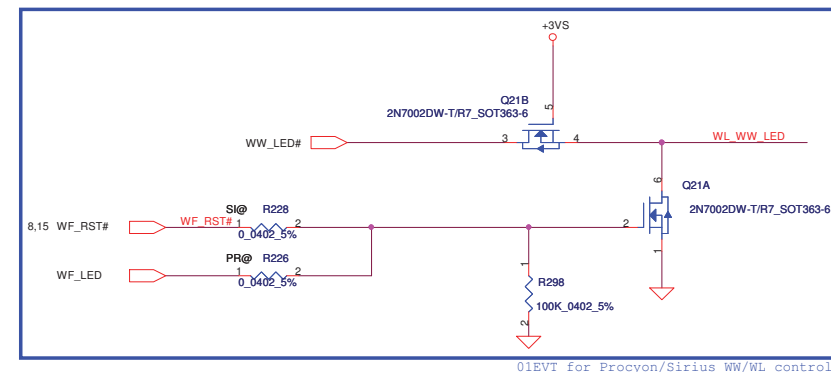 +3VS
Q21B
2N7002DW-T/R7_SOT363-6
5
WW_LED#
3
4
WL_WW_LED
6
Q21A
2N7002DW-T/R7_SOT363-6
2
1
8,15 WF_RST#
WF_RST#
SI@ R228
1 2
0_0402_5%
WF_LED
PR@ R226
1 2
0_0402_5%
1
R298
100K_0402_5%
2
01EVT for Procyon/Sirius WW/WL control